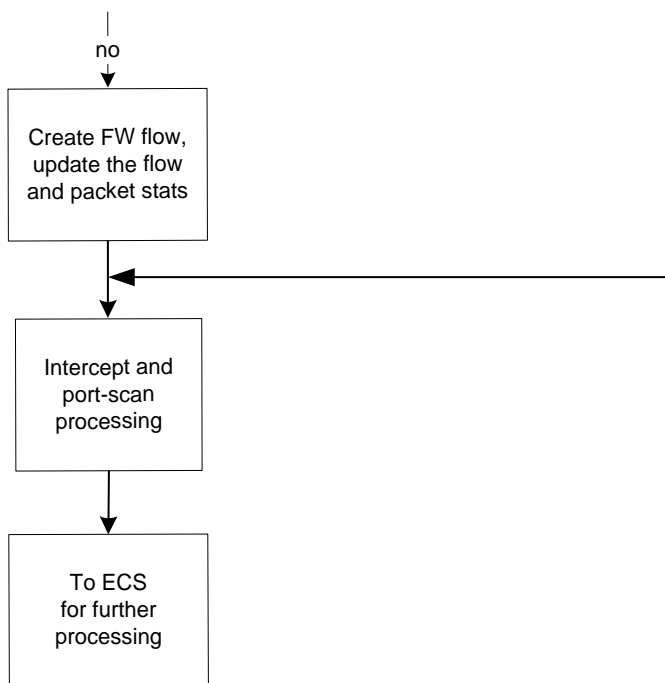 no
Create FW flow,
update the flow
and packet stats
Intercept and
port-scan
processing
To ECS
for further
processing